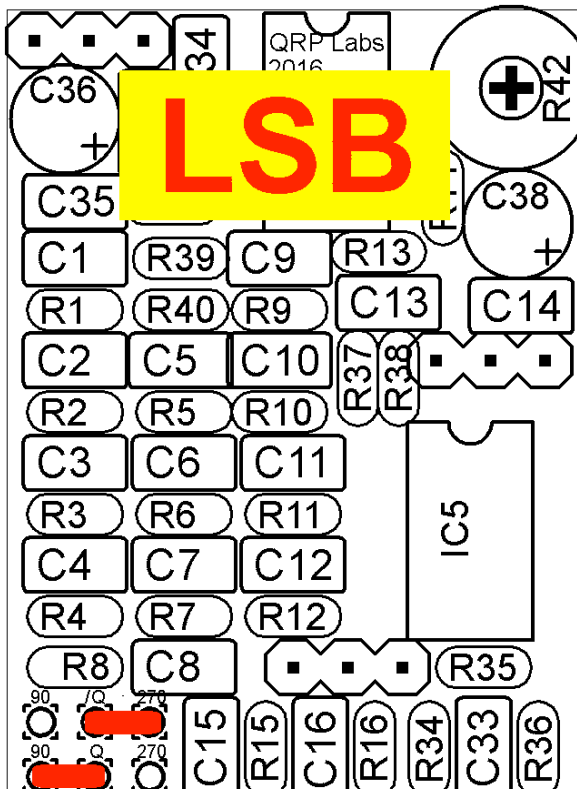 C34
QRP Labs
2016
R42
C36
LSB
C35
C38
C1
R39
C9
R13
R1
R40
R9
C13
C14
C2
C5
C10
R37
R38
R2
R5
R10
C3
C6
C11
IC5
R3
R6
R11
C4
C7
C12
R4
R7
R12
R8
C8
R35
90
/Q
270
90
Q
270
C15
R15
C16
R16
R34
C33
R36